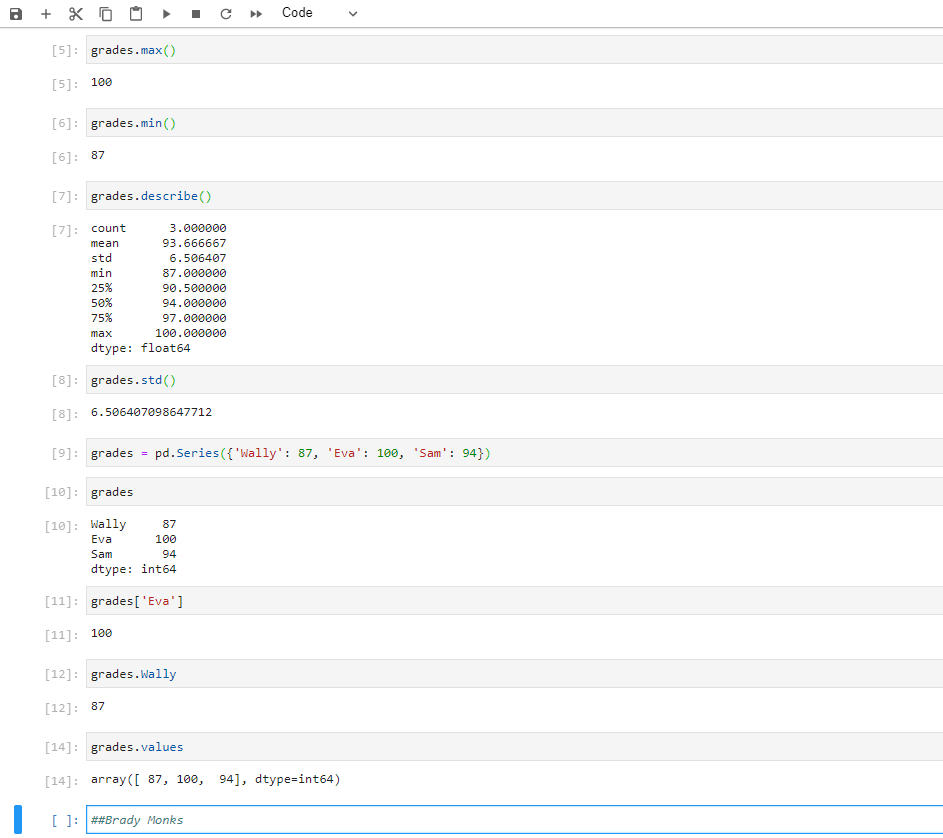 Code
[5]: grades.max()
[5]: 100
[6]: grades.min()
[6]: 87
[7]: grades.describe()
[7]: count      3.000000
mean      93.666667
std        6.506407
min       87.000000
25%       90.500000
50%       94.000000
75%       97.000000
max      100.000000
dtype: float64
[8]: grades.std()
[8]: 6.506407098647712
[9]: grades = pd.Series({'Wally': 87, 'Eva': 100, 'Sam': 94})
[10]: grades
[10]: Wally     87
Eva      100
Sam       94
dtype: int64
[11]: grades['Eva']
[11]: 100
[12]: grades.Wally
[12]: 87
[14]: grades.values
[14]: array([ 87, 100,  94], dtype=int64)
[ ]: ##Brady Monks